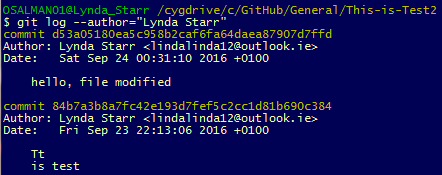 OSALMANO1@Lynda_Starr /cygdrive/c/GitHub/General/This-is-Test2
$ git log --author="Lynda Starr"
commit d53a05180ea5c958b2caf6fa64daea87907d7ffd
Author: Lynda Starr <lindalinda12@outlook.ie>
Date:   Sat Sep 24 00:31:10 2016 +0100

    hello, file modified

commit 84b7a3b8a7fc42e193d7fef5c2cc1d81b690c384
Author: Lynda Starr <lindalinda12@outlook.ie>
Date:   Fri Sep 23 22:13:06 2016 +0100

    Tt
    is test